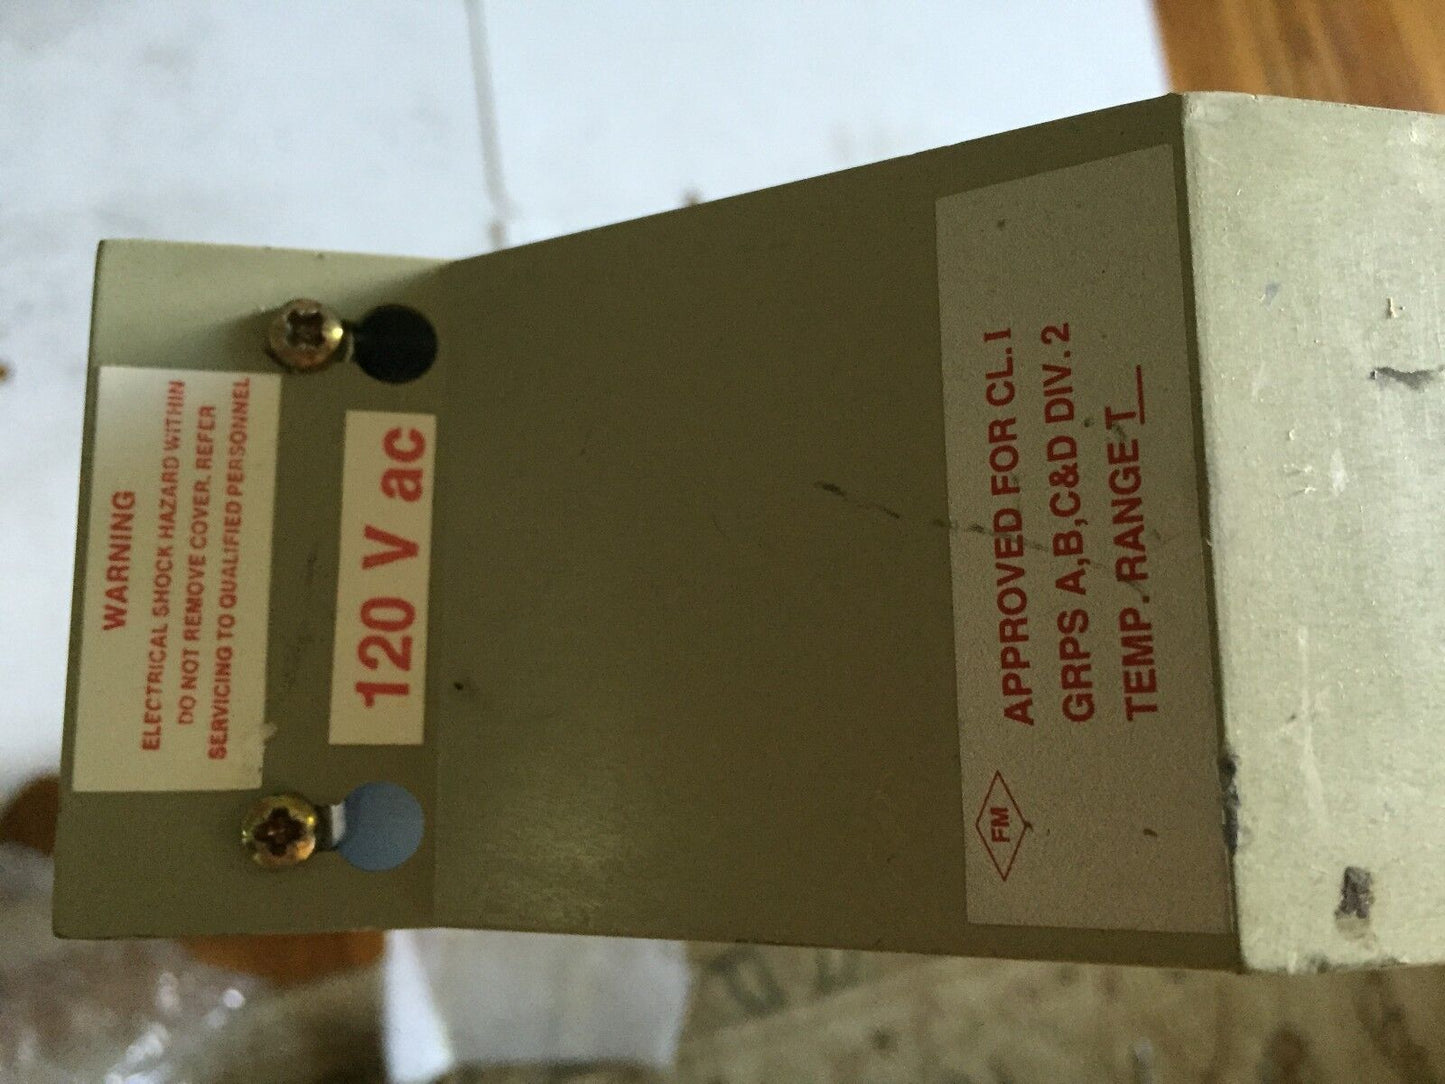 WARNING
ELECTRICAL SHOCK HAZARD WITHIN
DO NOT REMOVE COVER. REFER
SERVICING TO QUALIFIED PERSONNEL
120 V ac
FM
APPROVED FOR CL. I
GRPS A,B,C&D DIV. 2
TEMP. RANGE T__